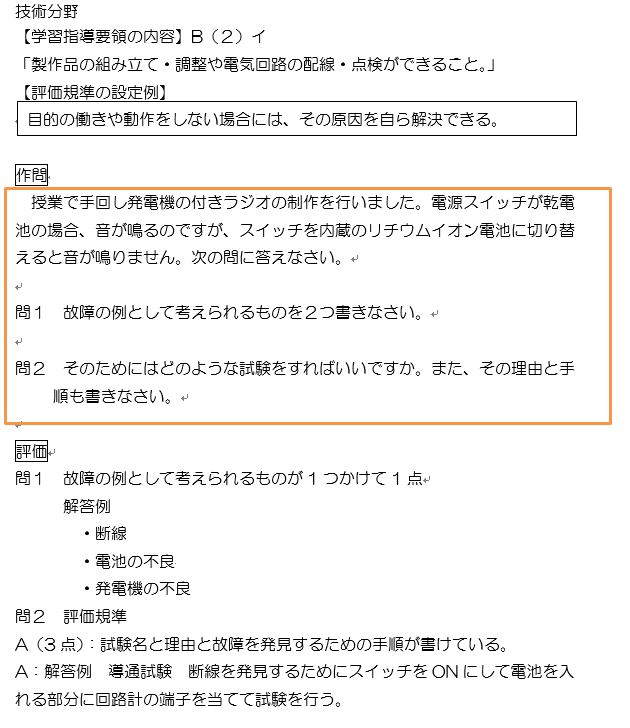 技術分野
【学習指導要領の内容】B（2）イ
「製作品の組み立て・調整や電気回路の配線・点検ができること。」
【評価規準の設定例】
目的の働きや動作をしない場合には、その原因を自ら解決できる。
作問
授業で手回し発電機の付きラジオの制作を行いました。電源スイッチが乾電
池の場合、音が鳴るのですが、スイッチを内蔵のリチウムイオン電池に切り替
えると音が鳴りません。次の問に答えなさい。
問１　故障の例として考えられるものを２つ書きなさい。
問２　そのためにはどのような試験をすればいいですか。また、その理由と手
順も書きなさい。
評価
問１　故障の例として考えられるものが１つかけて１点
解答例
・断線
・電池の不良
・発電機の不良
問２　評価規準
A（3点）：試験名と理由と故障を発見するための手順が書けている。
A：解答例　導通試験　断線を発見するためにスイッチをONにして電池を入
れる部分に回路計の端子を当てて試験を行う。